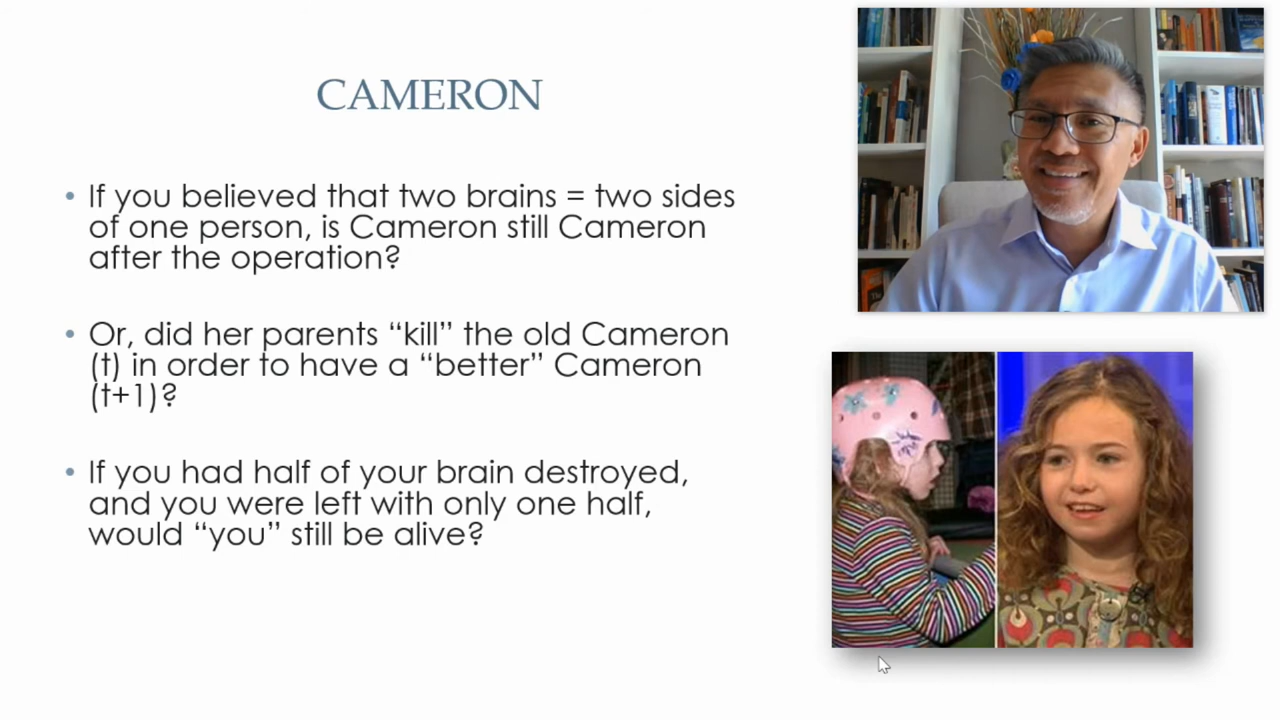 CAMERON
• If you believed that two brains = two sides
of one person, is Cameron still Cameron
after the operation?
• Or, did her parents “kill” the old Cameron
(t) in order to have a “better” Cameron
(t+1)?
• If you had half of your brain destroyed,
and you were left with only one half,
would “you” still be alive?